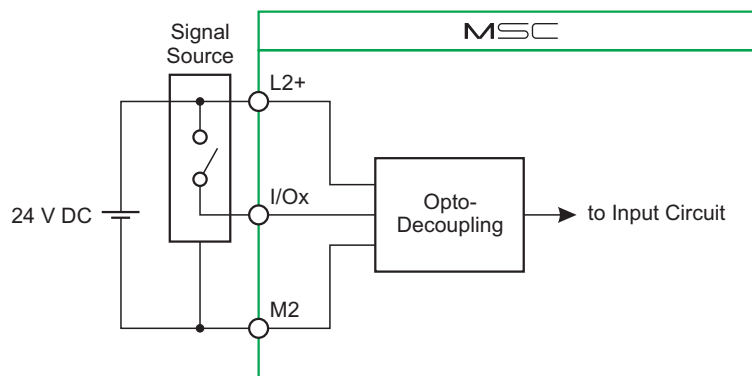 Signal
Source
MSC
L2+
I/Ox
24 V DC
Opto-
Decoupling
to Input Circuit
M2